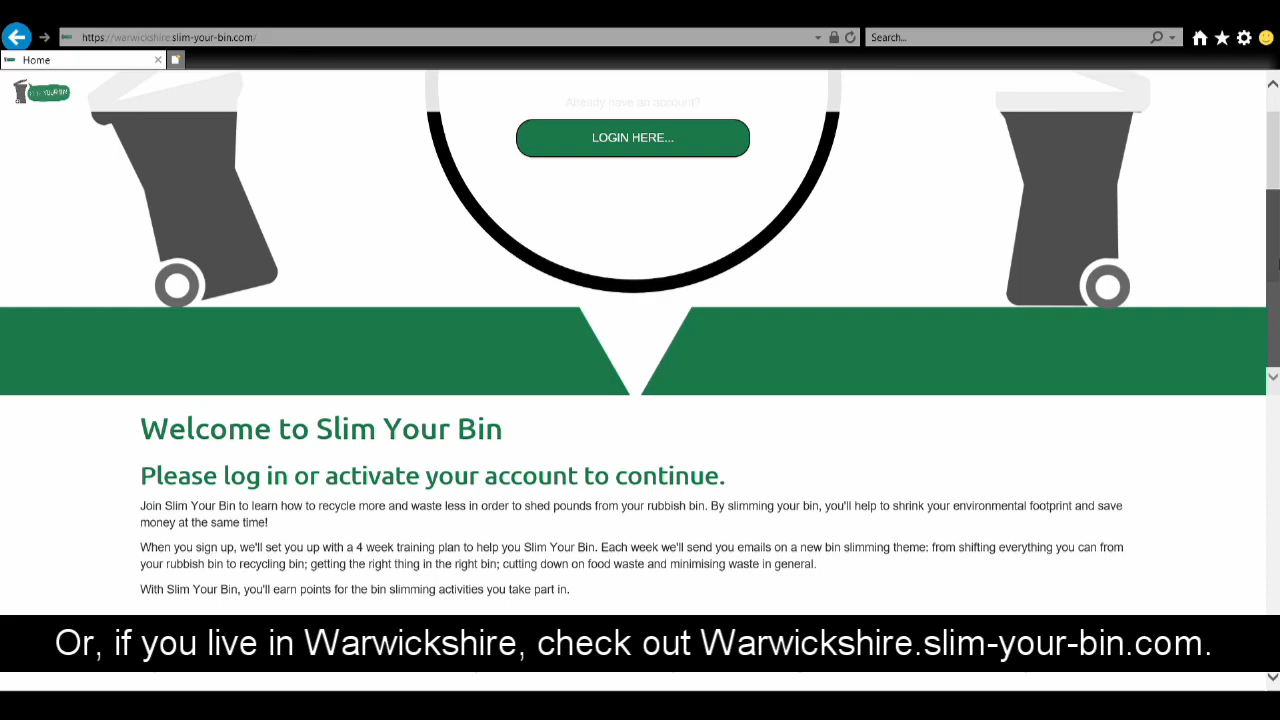 https://warwickshire.slim-your-bin.com/
Search...
Home
Already have an account?
LOGIN HERE...
Welcome to Slim Your Bin
Please log in or activate your account to continue.
Join Slim Your Bin to learn how to recycle more and waste less in order to shed pounds from your rubbish bin. By slimming your bin, you'll help to shrink your environmental footprint and save
money at the same time!
When you sign up, we'll set you up with a 4 week training plan to help you Slim Your Bin. Each week we'll send you emails on a new bin slimming theme: from shifting everything you can from
your rubbish bin to recycling bin; getting the right thing in the right bin; cutting down on food waste and minimising waste in general.
With Slim Your Bin, you'll earn points for the bin slimming activities you take part in.
Or, if you live in Warwickshire, check out Warwickshire.slim-your-bin.com.